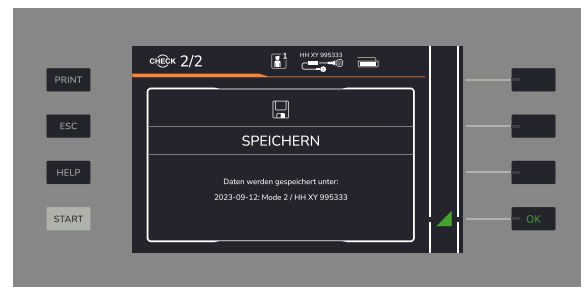 PRINT
ESC
HELP
START
CHECK 2/2
1
HH XY 995333
SPEICHERN
Daten werden gespeichert unter:
2023-09-12: Mode 2 / HH XY 995333
OK